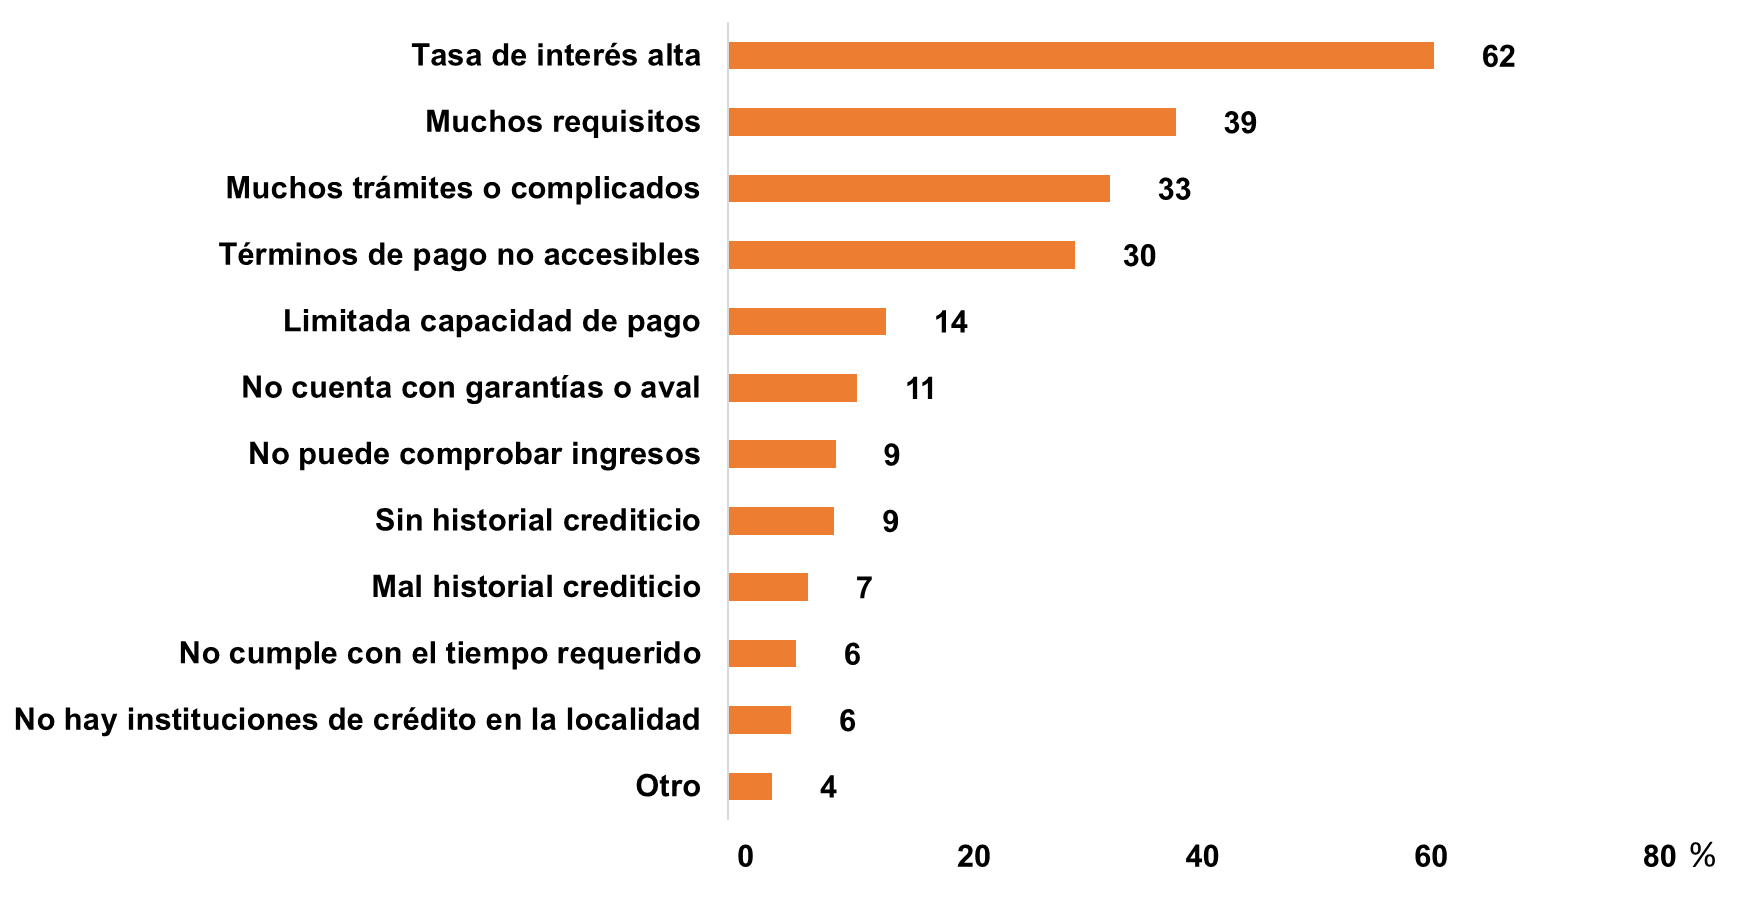 Tasa de interés alta 62
Muchos requisitos 39
Muchos trámites o complicados 33
Términos de pago no accesibles 30
Limitada capacidad de pago 14
No cuenta con garantías o aval 11
No puede comprobar ingresos 9
Sin historial crediticio 9
Mal historial crediticio 7
No cumple con el tiempo requerido 6
No hay instituciones de crédito en la localidad 6
Otro 4
0 20 40 60 80 %